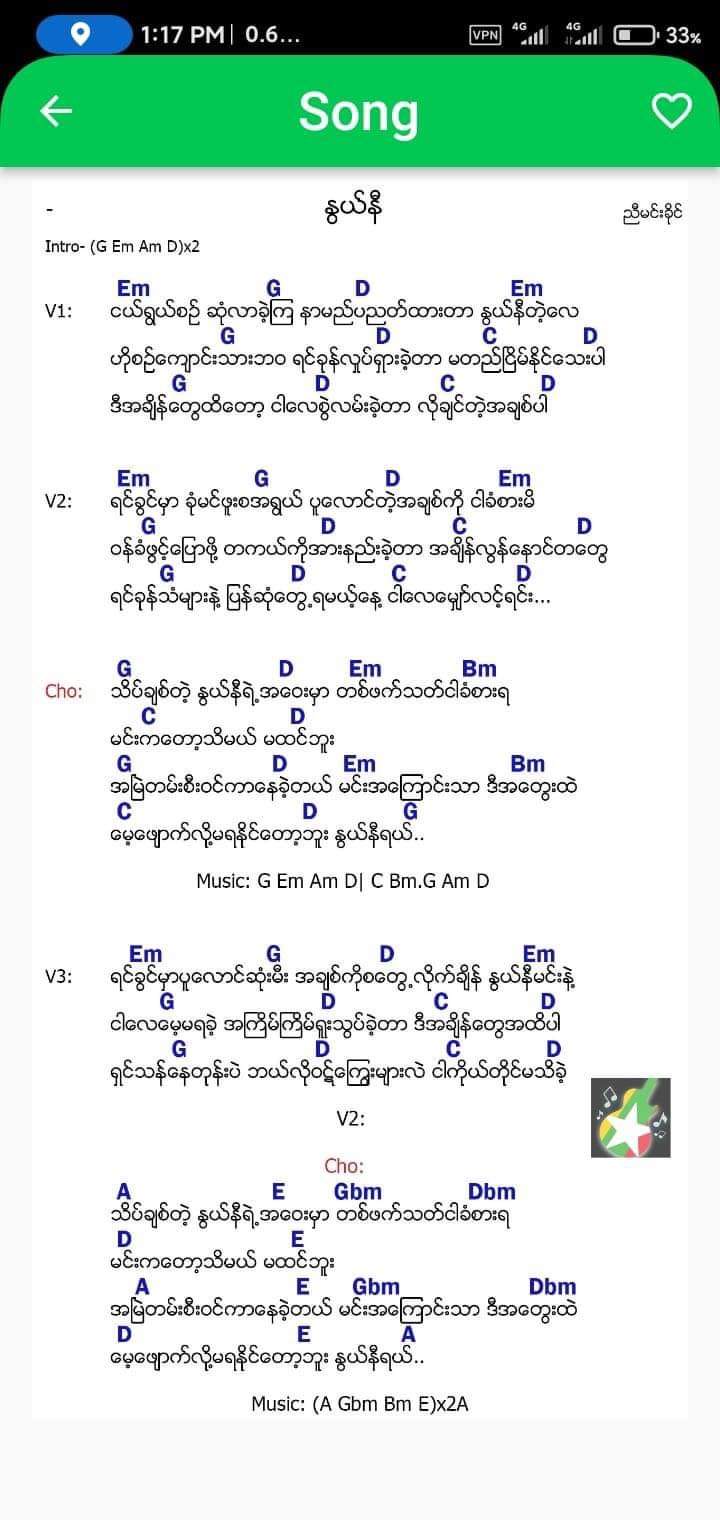 1:17 PM| 0.6... VPN 4G 4G 33%
Song
- နွယ်နီ ညီမင်းခိုင်
Intro- (G Em Am D)x2
Em G D Em
V1: ငယ်ရွယ်စဉ် ဆုံလာခဲ့ကြ နာမည်ပညတ်ထားတာ နွယ်နီတဲ့လေ
G D C D
ဟိုစဉ်ကျောင်းသားဘဝ ရင်ခုန်လှုပ်ရှားခဲ့တာ မတည်ငြိမ်နိုင်သေးပါ
G D C D
ဒီအချိန်တွေထိတော့ ငါလေစွဲလမ်းခဲ့တာ လိုချင်တဲ့အချစ်ပါ
Em G D Em
V2: ရင်ခွင်မှာ ခုံမင်ဖူးစအရွယ် ပူလောင်တဲ့အချစ်ကို ငါခံစားမိ
G D C D
ဝန်ခံဖွင့်ပြောဖို့ တကယ်ကိုအားနည်းခဲ့တာ အချိန်လွန်နောင်တတွေ
G D C D
ရင်ခုန်သံများနဲ့ ပြန်ဆုံတွေ့ရမယ့်နေ့ ငါလေမျှော်လင့်ရင်း...
G D Em Bm
Cho: သိပ်ချစ်တဲ့ နွယ်နီရဲ့အဝေးမှာ တစ်ဖက်သတ်ငါခံစားရ
C D
မင်းကတော့သိမယ် မထင်ဘူး
G D Em Bm
အမြဲတမ်းစီးဝင်ကာနေခဲ့တယ် မင်းအကြောင်းသာ ဒီအတွေးထဲ
C D G
မေ့ဖျောက်လို့မရနိုင်တော့ဘူး နွယ်နီရယ်..
Music: G Em Am D| C Bm.G Am D
Em G D Em
V3: ရင်ခွင်မှာပူလောင်ဆုံးမီး အချစ်ကိုစတွေ့လိုက်ချိန် နွယ်နီမင်းနဲ့
G D C D
ငါလေမေ့မရခဲ့ အကြိမ်ကြိမ်ရှုးသွပ်ခဲ့တာ ဒီအချိန်တွေအထိပါ
G D C D
ရှင်သန်နေတုန်းပဲ ဘယ်လိုဝဋ်ကြွေးများလဲ ငါကိုယ်တိုင်မသိခဲ့
V2:
Cho:
A E Gbm Dbm
သိပ်ချစ်တဲ့ နွယ်နီရဲ့အဝေးမှာ တစ်ဖက်သတ်ငါခံစားရ
D E
မင်းကတော့သိမယ် မထင်ဘူး
A E Gbm Dbm
အမြဲတမ်းစီးဝင်ကာနေခဲ့တယ် မင်းအကြောင်းသာ ဒီအတွေးထဲ
D E A
မေ့ဖျောက်လို့မရနိုင်တော့ဘူး နွယ်နီရယ်..
Music: (A Gbm Bm E)x2A